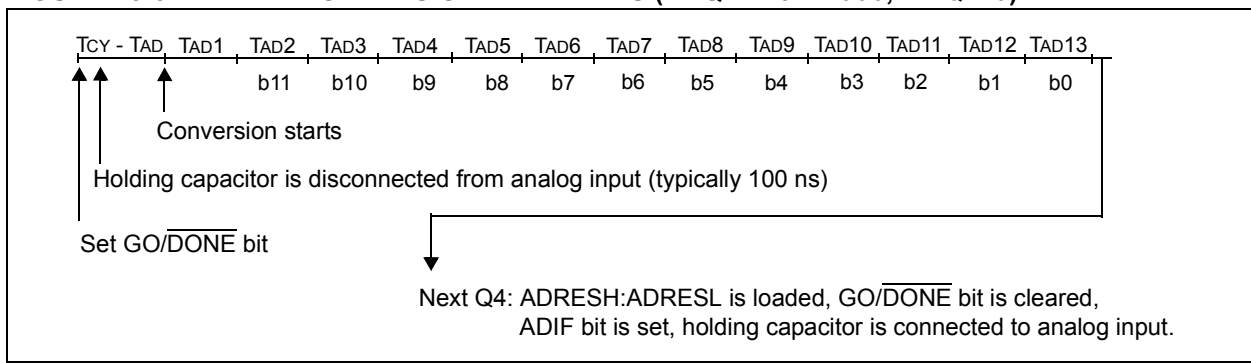 TCY - TAD TAD1 TAD2 TAD3 TAD4 TAD5 TAD6 TAD7 TAD8 TAD9 TAD10 TAD11 TAD12 TAD13
b11 b10 b9 b8 b7 b6 b5 b4 b3 b2 b1 b0
Conversion starts
Holding capacitor is disconnected from analog input (typically 100 ns)
Set GO/DONE bit
Next Q4: ADRESH:ADRESL is loaded, GO/DONE bit is cleared,
ADIF bit is set, holding capacitor is connected to analog input.